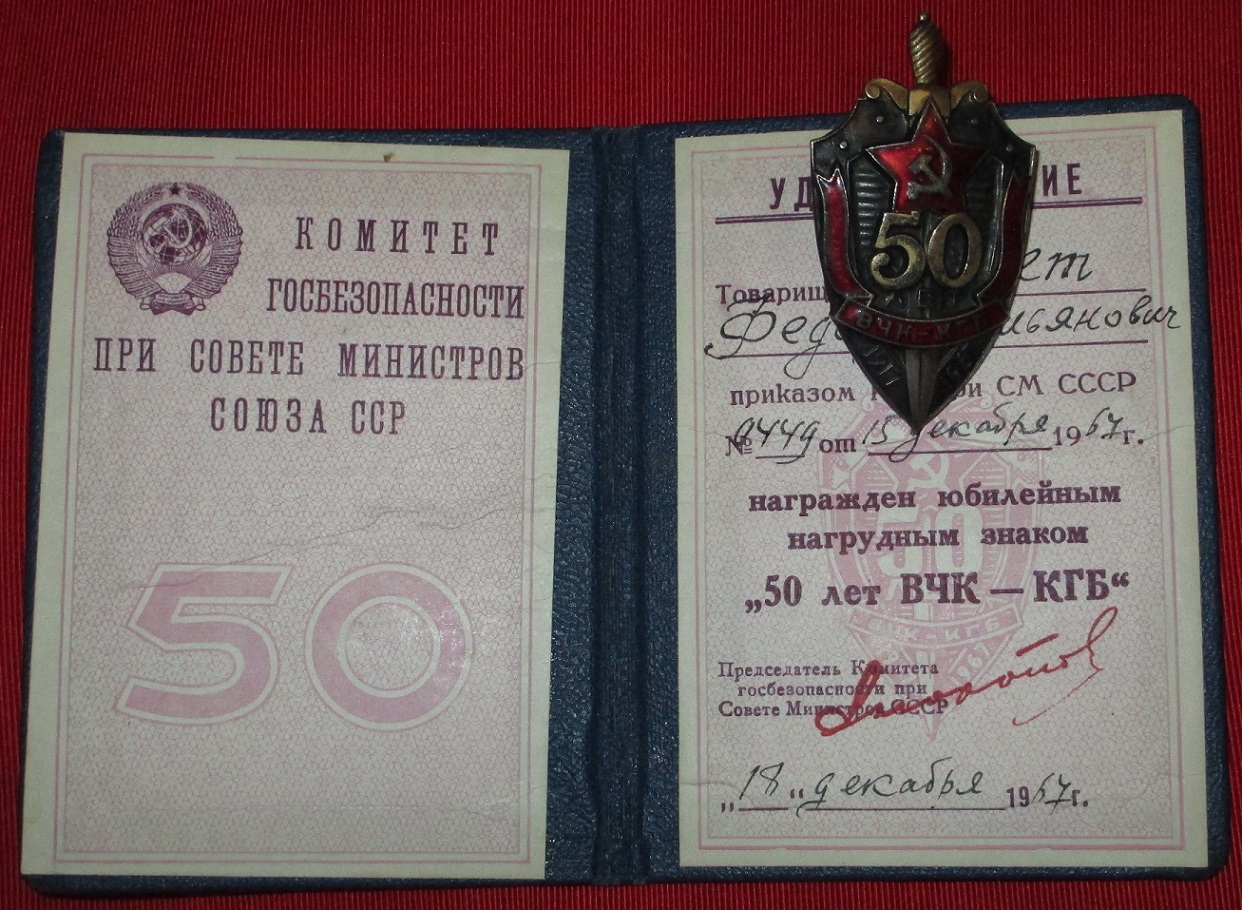 КОМИТЕТ
ГОСБЕЗОПАСНОСТИ
ПРИ СОВЕТЕ МИНИСТРОВ
СОЮЗА ССР
50
50
ЛЕТ
ВЧК-КГБ
приказом при СМ СССР
№ 0449 от 15 декабря 1967 г.
награжден юбилейным
нагрудным знаком
„50 лет ВЧК — КГБ“
Председатель Комитета
госбезопасности при
Совете Министров СССР
„18“ декабря 1967 г.